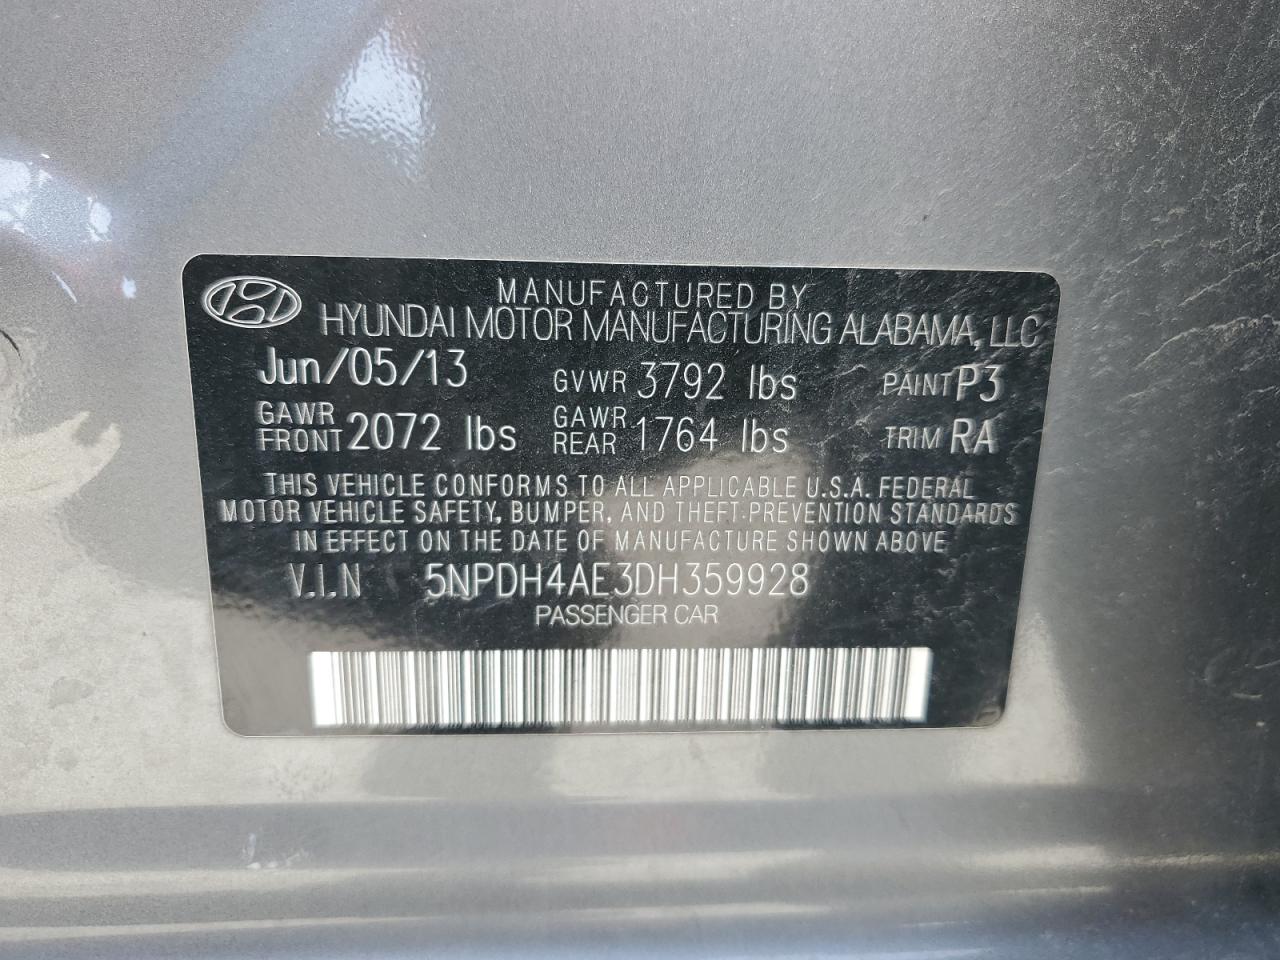 MANUFACTURED BY
HYUNDAI MOTOR MANUFACTURING ALABAMA, LLC
Jun/05/13 GVWR 3792 lbs PAINT P3
GAWR FRONT 2072 lbs GAWR REAR 1764 lbs TRIM RA
THIS VEHICLE CONFORMS TO ALL APPLICABLE U.S.A. FEDERAL
MOTOR VEHICLE SAFETY, BUMPER, AND THEFT PREVENTION STANDARDS
IN EFFECT ON THE DATE OF MANUFACTURE SHOWN ABOVE
V.I.N 5NPDH4AE3DH359928
PASSENGER CAR